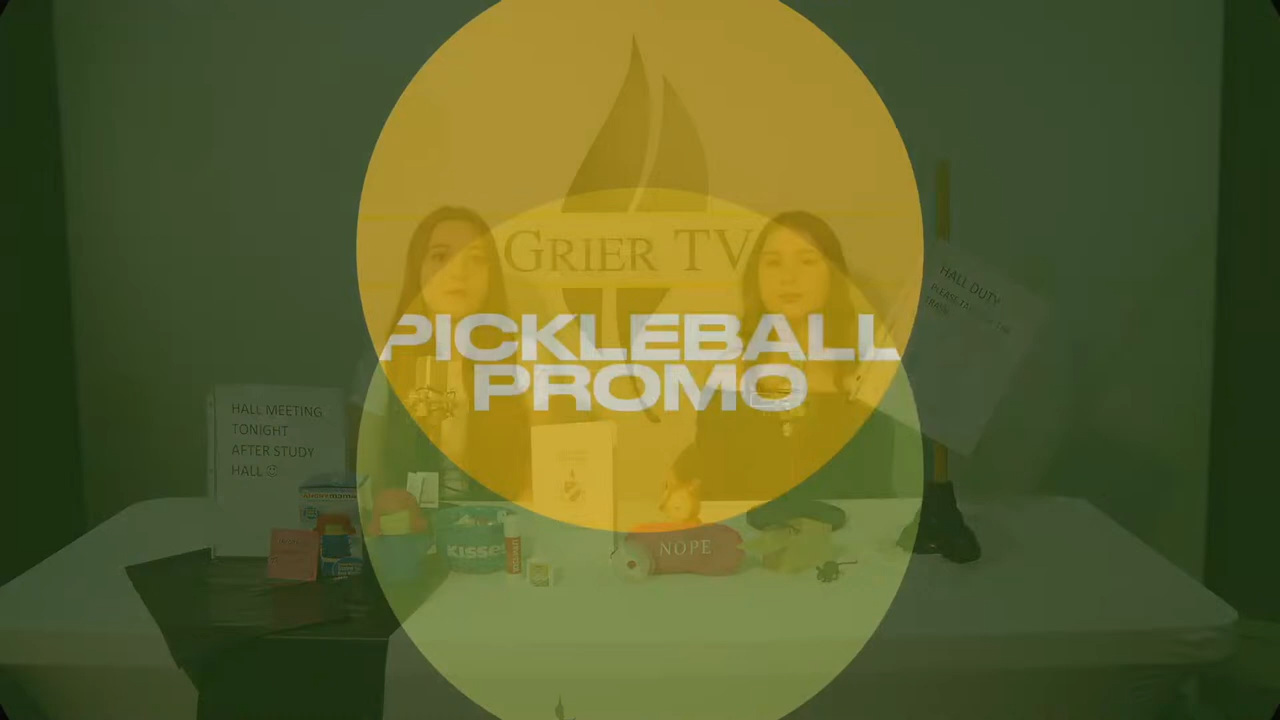 GRIER TV
PICKLEBALL
PROMO
HALL DUTY
HALL MEETING
TONIGHT
AFTER STUDY
HALL ☺
KISSES
NOPE